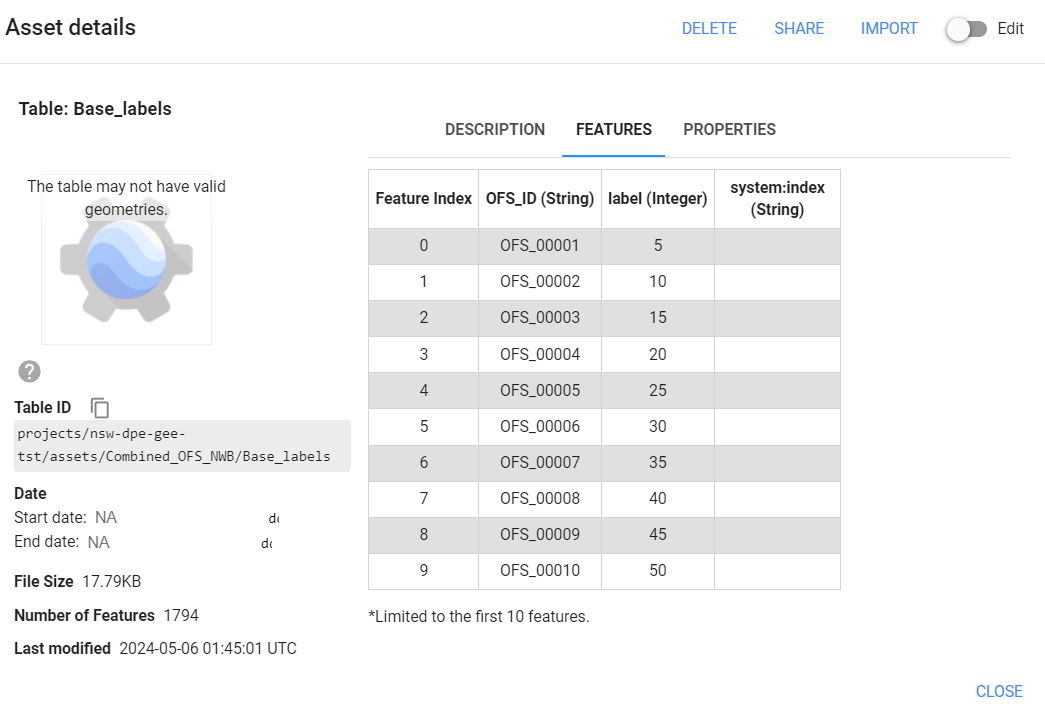 Asset details
DELETE SHARE IMPORT Edit
Table: Base_labels
The table may not have valid
geometries.
Table ID
projects/nsw-dpe-gee-
tst/assets/Combined_OFS_NWB/Base_labels
Date
Start date: NA
End date: NA
File Size 17.79KB
Number of Features 1794
Last modified 2024-05-06 01:45:01 UTC
DESCRIPTION FEATURES PROPERTIES
Feature Index OFS_ID (String) label (Integer) system:index
(String)
0 OFS_00001 5
1 OFS_00002 10
2 OFS_00003 15
3 OFS_00004 20
4 OFS_00005 25
5 OFS_00006 30
6 OFS_00007 35
7 OFS_00008 40
8 OFS_00009 45
9 OFS_00010 50
*Limited to the first 10 features.
CLOSE